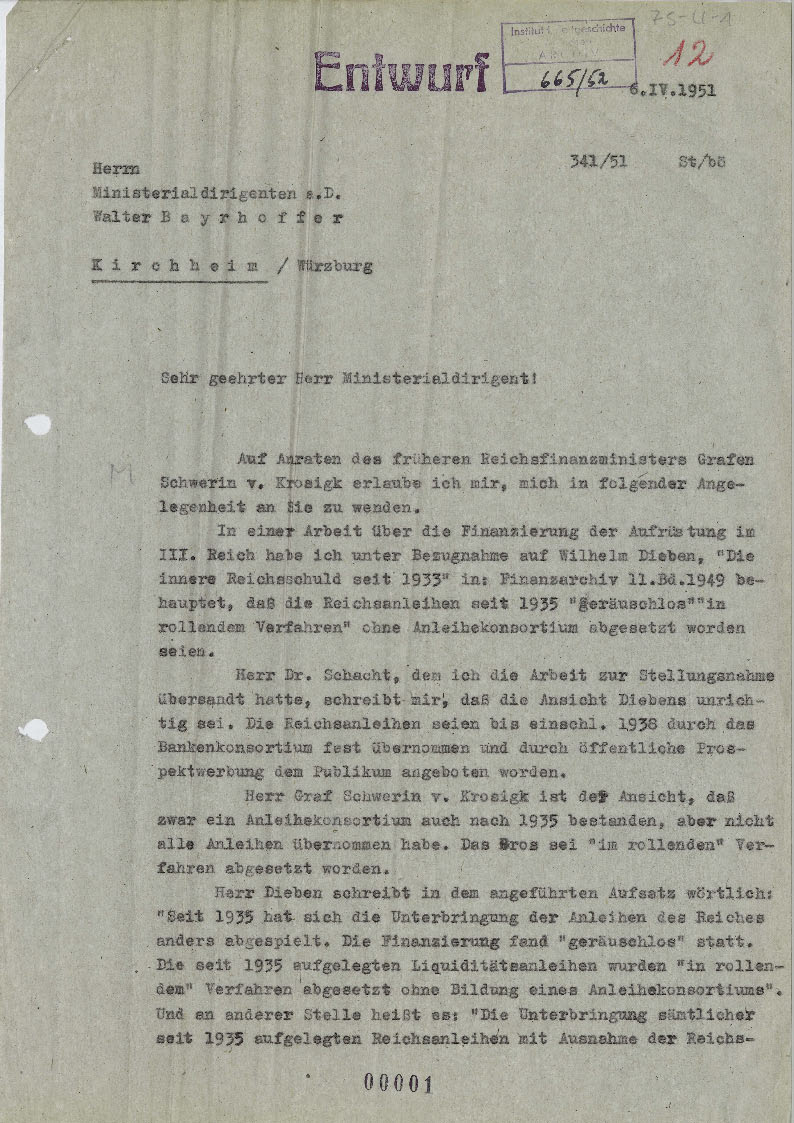 75-U-1
Institut f. Zeitgeschichte
12
Entwurf
665/52
6.IV.1951
341/51 St/bö
Herrn
Ministerialdirigenten a.D.
Walter B a y r h o f f e r
K i r c h h e i m / Würzburg
Sehr geehrter Herr Ministerialdirigent!
Auf Anraten des früheren Reichsfinanzministers Grafen
M
Schwerin v. Krosigk erlaube ich mir, mich in folgender Ange-
legenheit an Sie zu wenden.
In einer Arbeit über die Finanzierung der Aufrüstung im
III. Reich habe ich unter Bezugnahme auf Wilhelm Dieben, "Die
innere Reichsschuld seit 1933" in: Finanzarchiv 11.Bd.1949 be-
hauptet, daß die Reichsanleihen seit 1935 "geräuschlos""in
rollendem Verfahren" ohne Anleihekonsortium abgesetzt worden
seien.
Herr Dr. Schacht, dem ich die Arbeit zur Stellungsnahme
übersandt hatte, schreibt mir, daß die Ansicht Diebens unrich-
tig sei. Die Reichsanleihen seien bis einschl. 1938 durch das
Bankenkonsortium fest übernommen und durch öffentliche Pros-
pektwerbung dem Publikum angeboten worden.
Herr Graf Schwerin v. Krosigk ist der Ansicht, daß
zwar ein Anleihekonsortium auch nach 1935 bestanden, aber nicht
alle Anleihen übernommen habe. Das Gros sei "im rollenden" Ver-
fahren abgesetzt worden.
Herr Dieben schreibt in dem angeführten Aufsatz wörtlich:
"Seit 1935 hat sich die Unterbringung der Anleihen des Reiches
anders abgespielt. Die Finanzierung fand "geräuschlos" statt.
Die seit 1935 aufgelegten Liquiditätsanleihen wurden "in rollen-
dem" Verfahren abgesetzt ohne Bildung eines Anleihekonsortiums".
Und an anderer Stelle heißt es: "Die Unterbringung sämtlicher
seit 1935 aufgelegten Reichsanleihen mit Ausnahme der Reichs-
00001